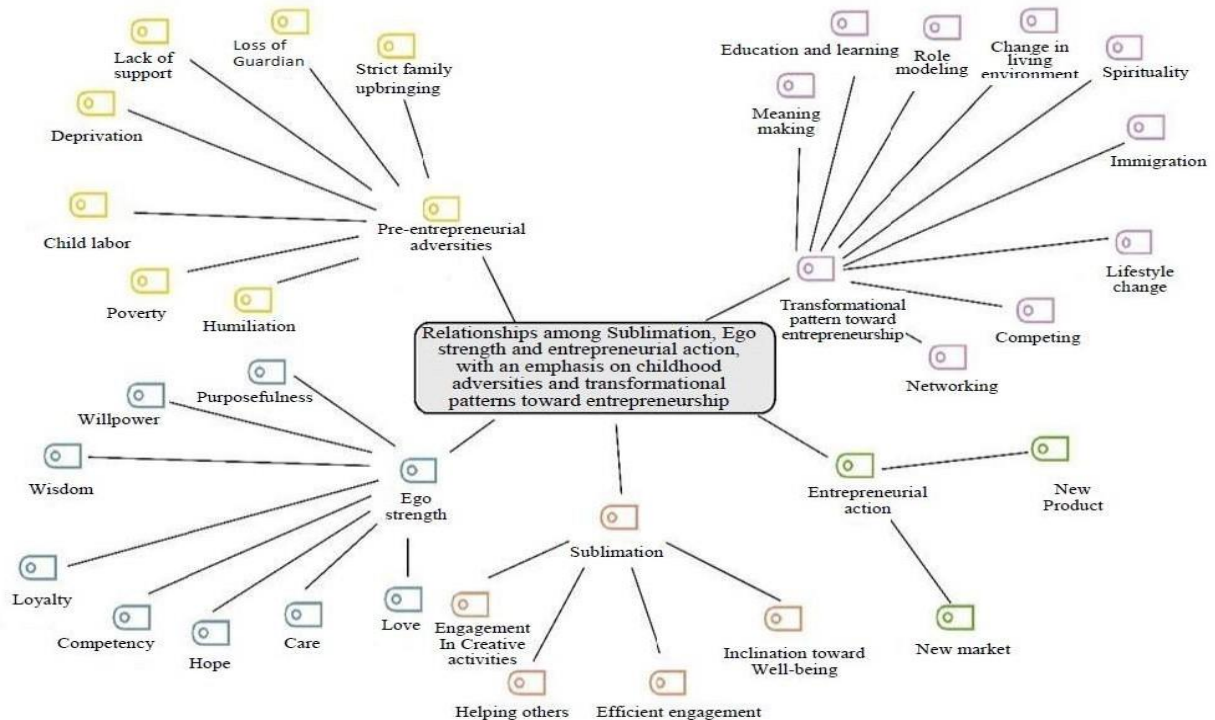 Lack of
support
Loss of
Guardian
Strict family
upbringing
Deprivation
Child labor
Poverty
Humiliation
Pre-entrepreneurial
adversities
Education and learning
Role
modeling
Change in
living
environment
Spirituality
Meaning
making
Immigration
Lifestyle
change
Competing
Networking
Transformational
pattern toward
entrepreneurship
Relationships among Sublimation, Ego
strength and entrepreneurial action,
with an emphasis on childhood
adversities and transformational
patterns toward entrepreneurship
Purposefulness
Willpower
Wisdom
Loyalty
Competency
Hope
Care
Love
Ego
strength
Sublimation
Engagement
In Creative
activities
Helping others
Efficient engagement
Inclination toward
Well-being
Entrepreneurial
action
New
Product
New market